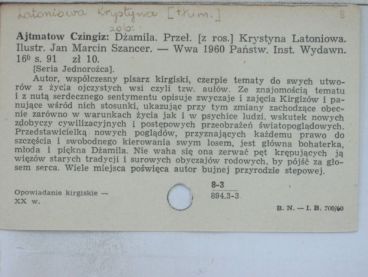 Latoniowa Krystyna [tłum.] 8
Ajtmatow Czingiz: Dżamila. Przeł. [z ros.] Krystyna Latoniowa.
Ilustr. Jan Marcin Szancer. — Wwa 1960 Państw. Inst. Wydawn.
16⁰ s. 91 zł 10.
[Seria Jednorożca].
Autor, współczesny pisarz kirgiski, czerpie tematy do swych utwo-
rów z życia ojczystych wsi czyli tzw. aułów. Ze znajomością tematu
i z nutą serdecznego sentymentu opisuje zwyczaje i zajęcia Kirgizów i pa-
nujące wśród nich stosunki, ukazując przy tym zmiany zachodzące obec-
nie zarówno w warunkach życia jak i w psychice ludzi, wskutek nowych
zdobyczy cywilizacyjnych i postępowych przeobrażeń światopoglądowych.
Przedstawicielką nowych poglądów, przyznających każdemu prawo do
szczęścia i swobodnego kierowania swym losem, jest główna bohaterka,
młoda i piękna Dżamila. Nie waha się ona zerwać pęt krępujących ją
więzów starych tradycji i surowych obyczajów rodowych, by pójść za gło-
sem serca. Wiele miejsca poświęca autor bujnej przyrodzie stepowej.
8-3
Opowiadanie kirgiskie — 894.3-3
XX w.
B. N. — I. B. 700/60